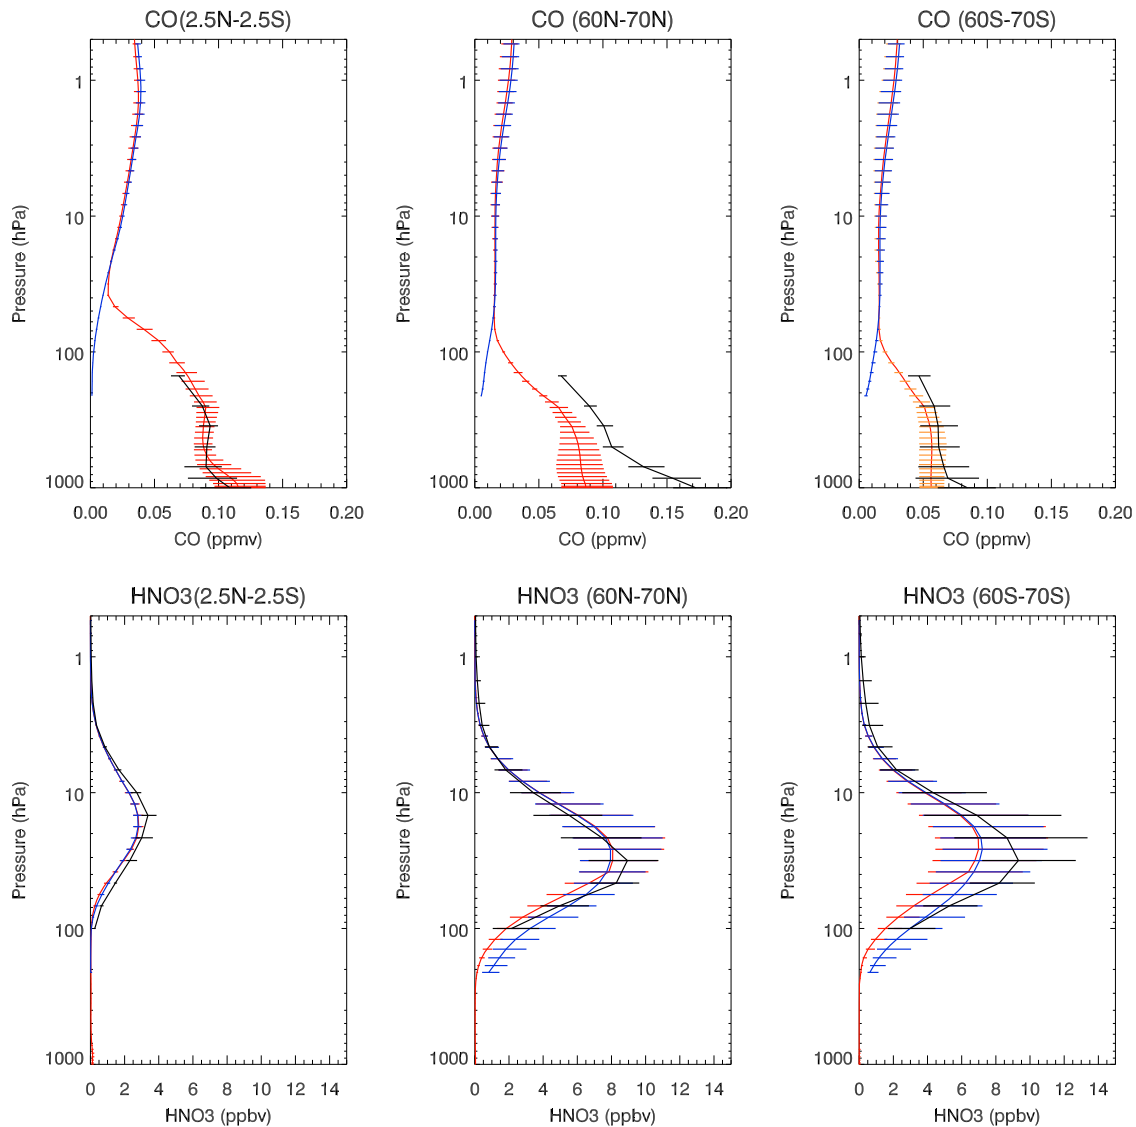 CO(2.5N-2.5S) CO (60N-70N) CO (60S-70S)
Pressure (hPa) Pressure (hPa) Pressure (hPa)
1 1 1
10 10 10
100 100 100
1000 1000 1000
0.00 0.05 0.10 0.15 0.20 0.00 0.05 0.10 0.15 0.20 0.00 0.05 0.10 0.15 0.20
CO (ppmv) CO (ppmv) CO (ppmv)
HNO3(2.5N-2.5S) HNO3 (60N-70N) HNO3 (60S-70S)
Pressure (hPa) Pressure (hPa) Pressure (hPa)
1 1 1
10 10 10
100 100 100
1000 1000 1000
0 2 4 6 8 10 12 14 0 2 4 6 8 10 12 14 0 2 4 6 8 10 12 14
HNO3 (ppbv) HNO3 (ppbv) HNO3 (ppbv)